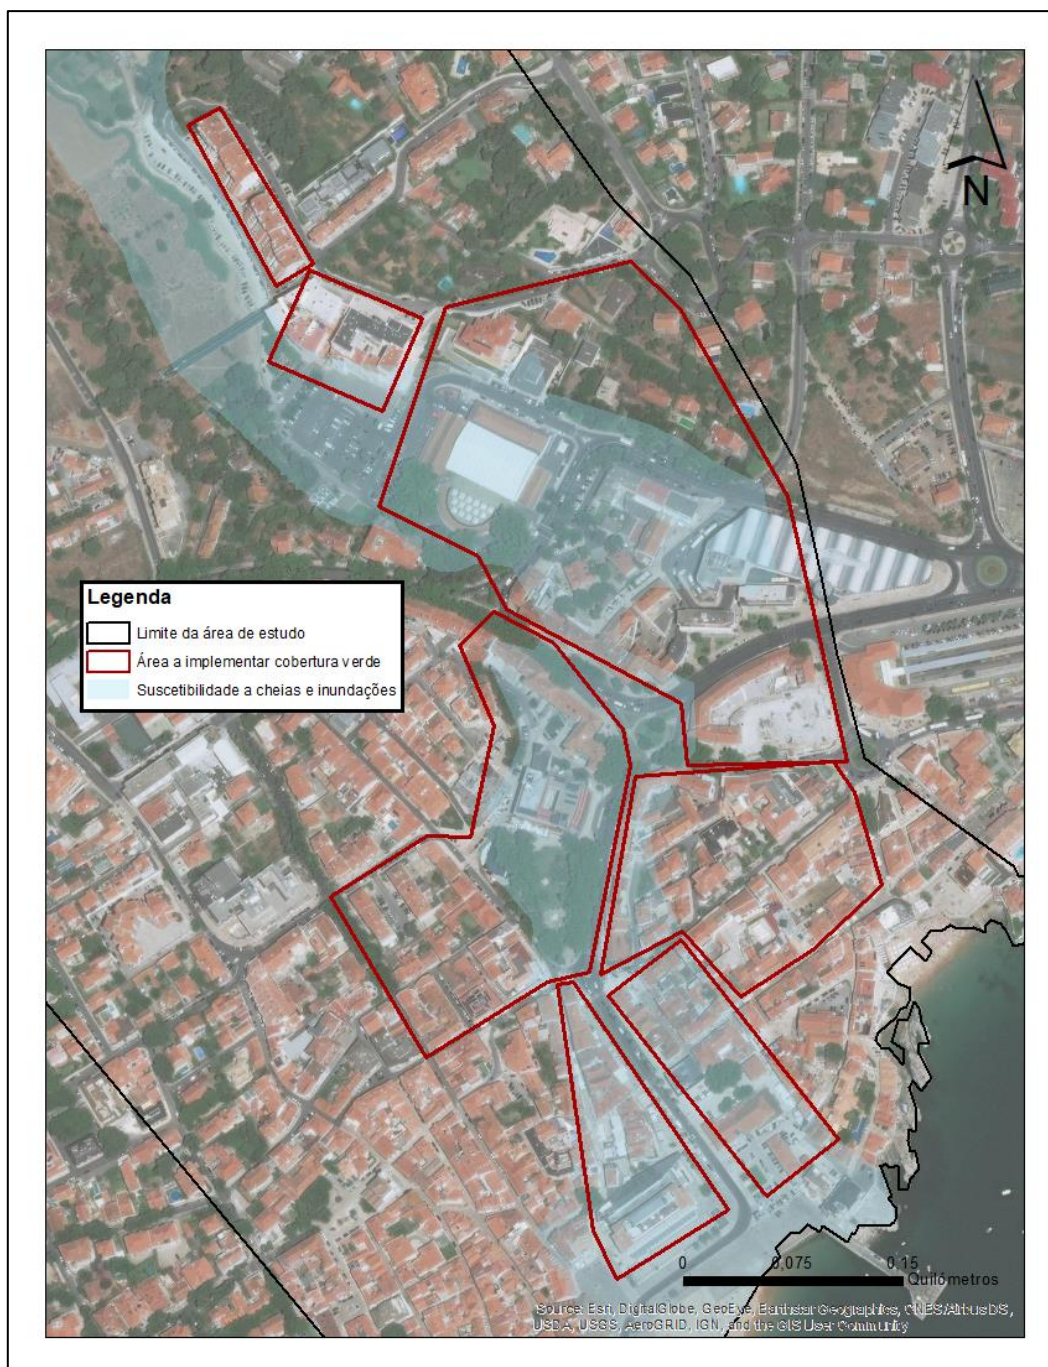 N
Legenda
Limite da área de estudo
Área a implementar cobertura verde
Suscetibilidade a cheias e inundações
0 0,075 0,15
Quilómetros
Source: Esri, DigitalGlobe, GeoEye, Earthstar Geographics, CNES/Airbus DS,
USDA, USGS, AeroGRID, IGN, and the GIS User Community